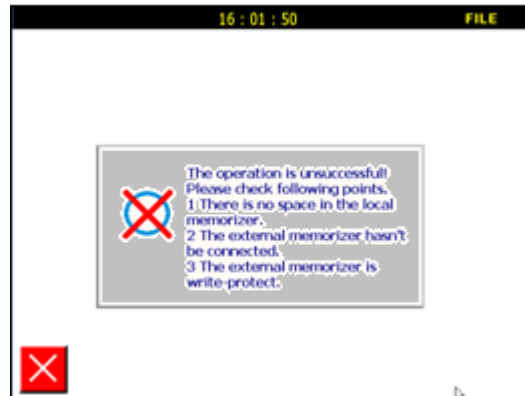 16 : 01 : 50 FILE
The operation is unsuccessful!
Please check following points.
1 There is no space in the local
memorizer.
2 The external memorizer hasn't
be connected.
3 The external memorizer is
write-protect.